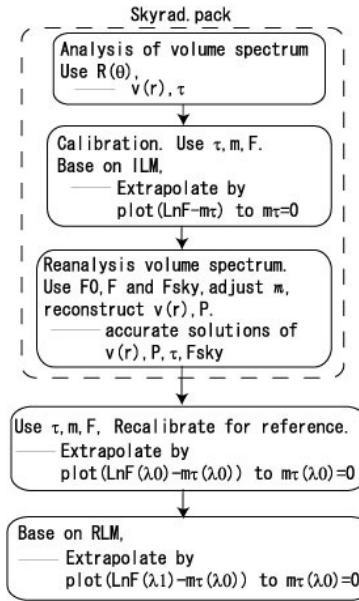 Skyrad.pack
Analysis of volume spectrum
Use R(θ),
v(r),τ
Calibration. Use τ,m,F.
Base on ILM,
Extrapolate by
plot(LnF-mτ) to mτ=0
Reanalysis volume spectrum.
Use F0,F and Fsky,adjust m,
reconstruct v(r),P.
accurate solutions of
v(r),P,τ,Fsky
Use τ,m,F, Recalibrate for reference.
Extrapolate by
plot(LnF(λ0)-mτ(λ0)) to mτ(λ0)=0
Base on RLM,
Extrapolate by
plot(LnF(λ1)-mτ(λ0)) to mτ(λ0)=0